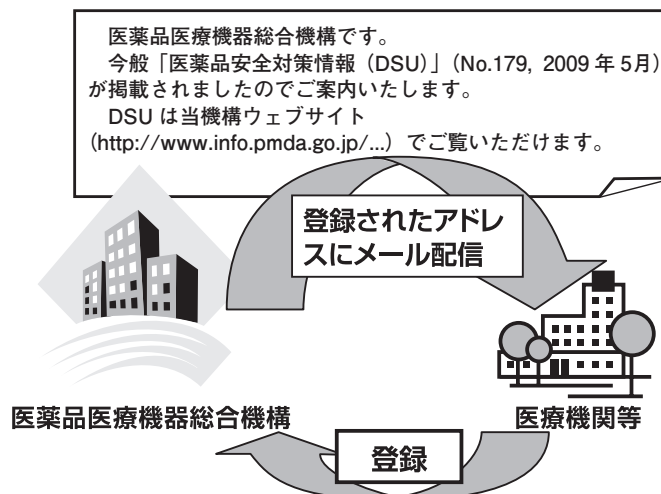 医薬品医療機器総合機構です。
今般「医薬品安全対策情報（DSU）」（No.179, 2009 年 5月）
が掲載されましたのでご案内いたします。
DSU は当機構ウェブサイト
（http://www.info.pmda.go.jp/...）でご覧いただけます。
登録されたアドレ
スにメール配信
医薬品医療機器総合機構
医療機関等
登録